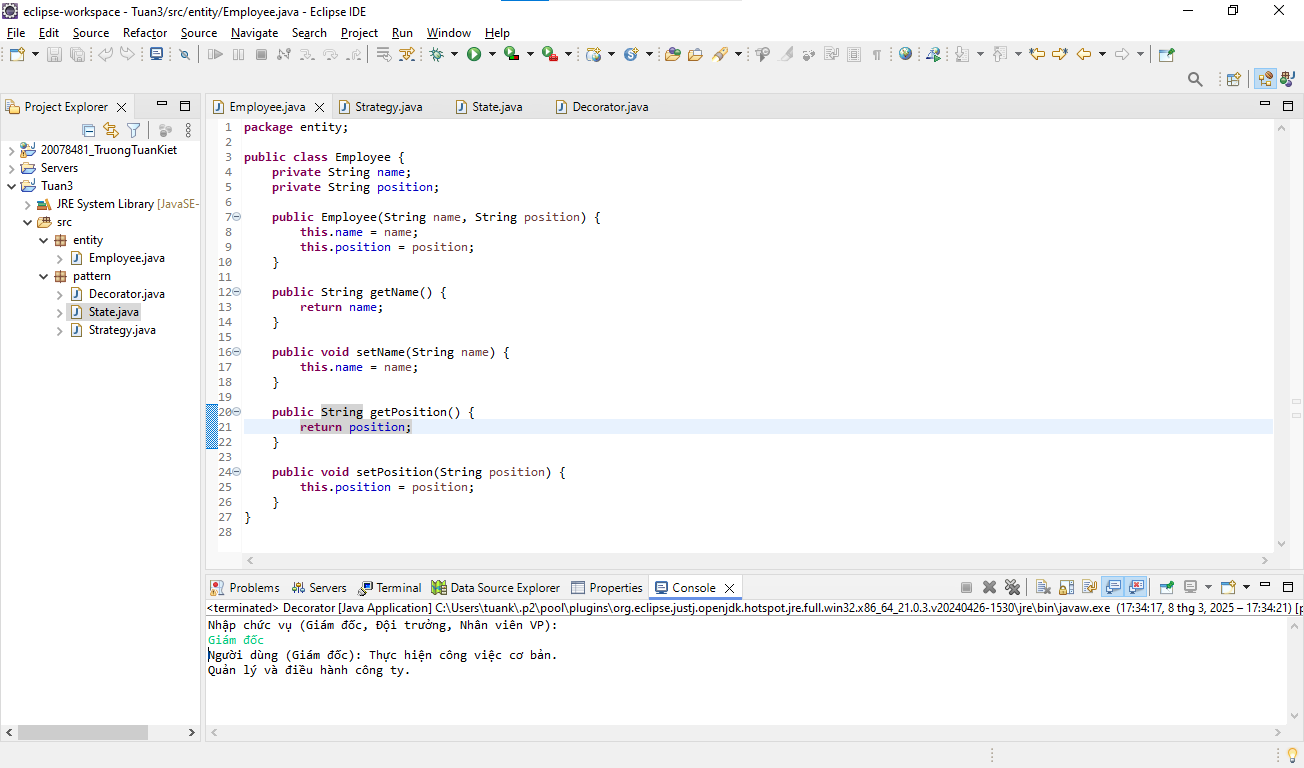 eclipse-workspace - Tuan3/src/entity/Employee.java - Eclipse IDE
File Edit Source Refactor Source Navigate Search Project Run Window Help
Project Explorer
20078481_TruongTuanKiet
Servers
Tuan3
JRE System Library [JavaSE-
src
entity
Employee.java
pattern
Decorator.java
State.java
Strategy.java
Employee.java Strategy.java State.java Decorator.java
1 package entity;
2
3 public class Employee {
4 private String name;
5 private String position;
6
7 public Employee(String name, String position) {
8 this.name = name;
9 this.position = position;
10 }
11
12 public String getName() {
13 return name;
14 }
15
16 public void setName(String name) {
17 this.name = name;
18 }
19
20 public String getPosition() {
21 return position;
22 }
23
24 public void setPosition(String position) {
25 this.position = position;
26 }
27 }
28
Problems Servers Terminal Data Source Explorer Properties Console
<terminated> Decorator [Java Application] C:\Users\tuank\.p2\pool\plugins\org.eclipse.justj.openjdk.hotspot.jre.full.win32.x86_64_21.0.3.v20240426-1530\jre\bin\javaw.exe (17:34:17, 8 thg 3, 2025 – 17:34:21) [p
Nhập chức vụ (Giám đốc, Đội trưởng, Nhân viên VP):
Giám đốc
Người dùng (Giám đốc): Thực hiện công việc cơ bản.
Quản lý và điều hành công ty.